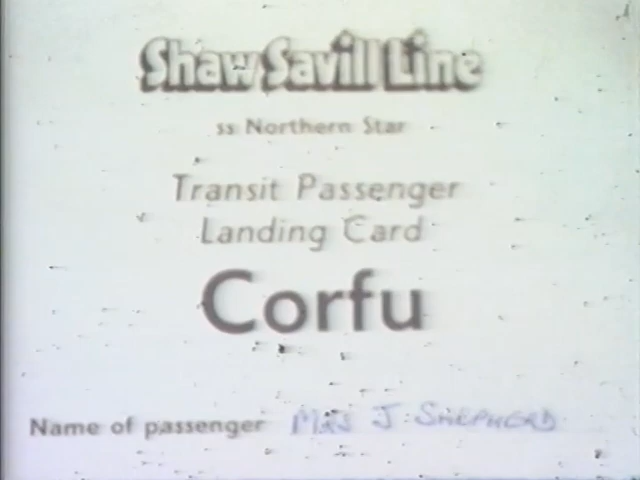 Shaw Savill Line
ss Northern Star
Transit Passenger
Landing Card
Corfu
Name of passenger MRS J. SHEPHERD